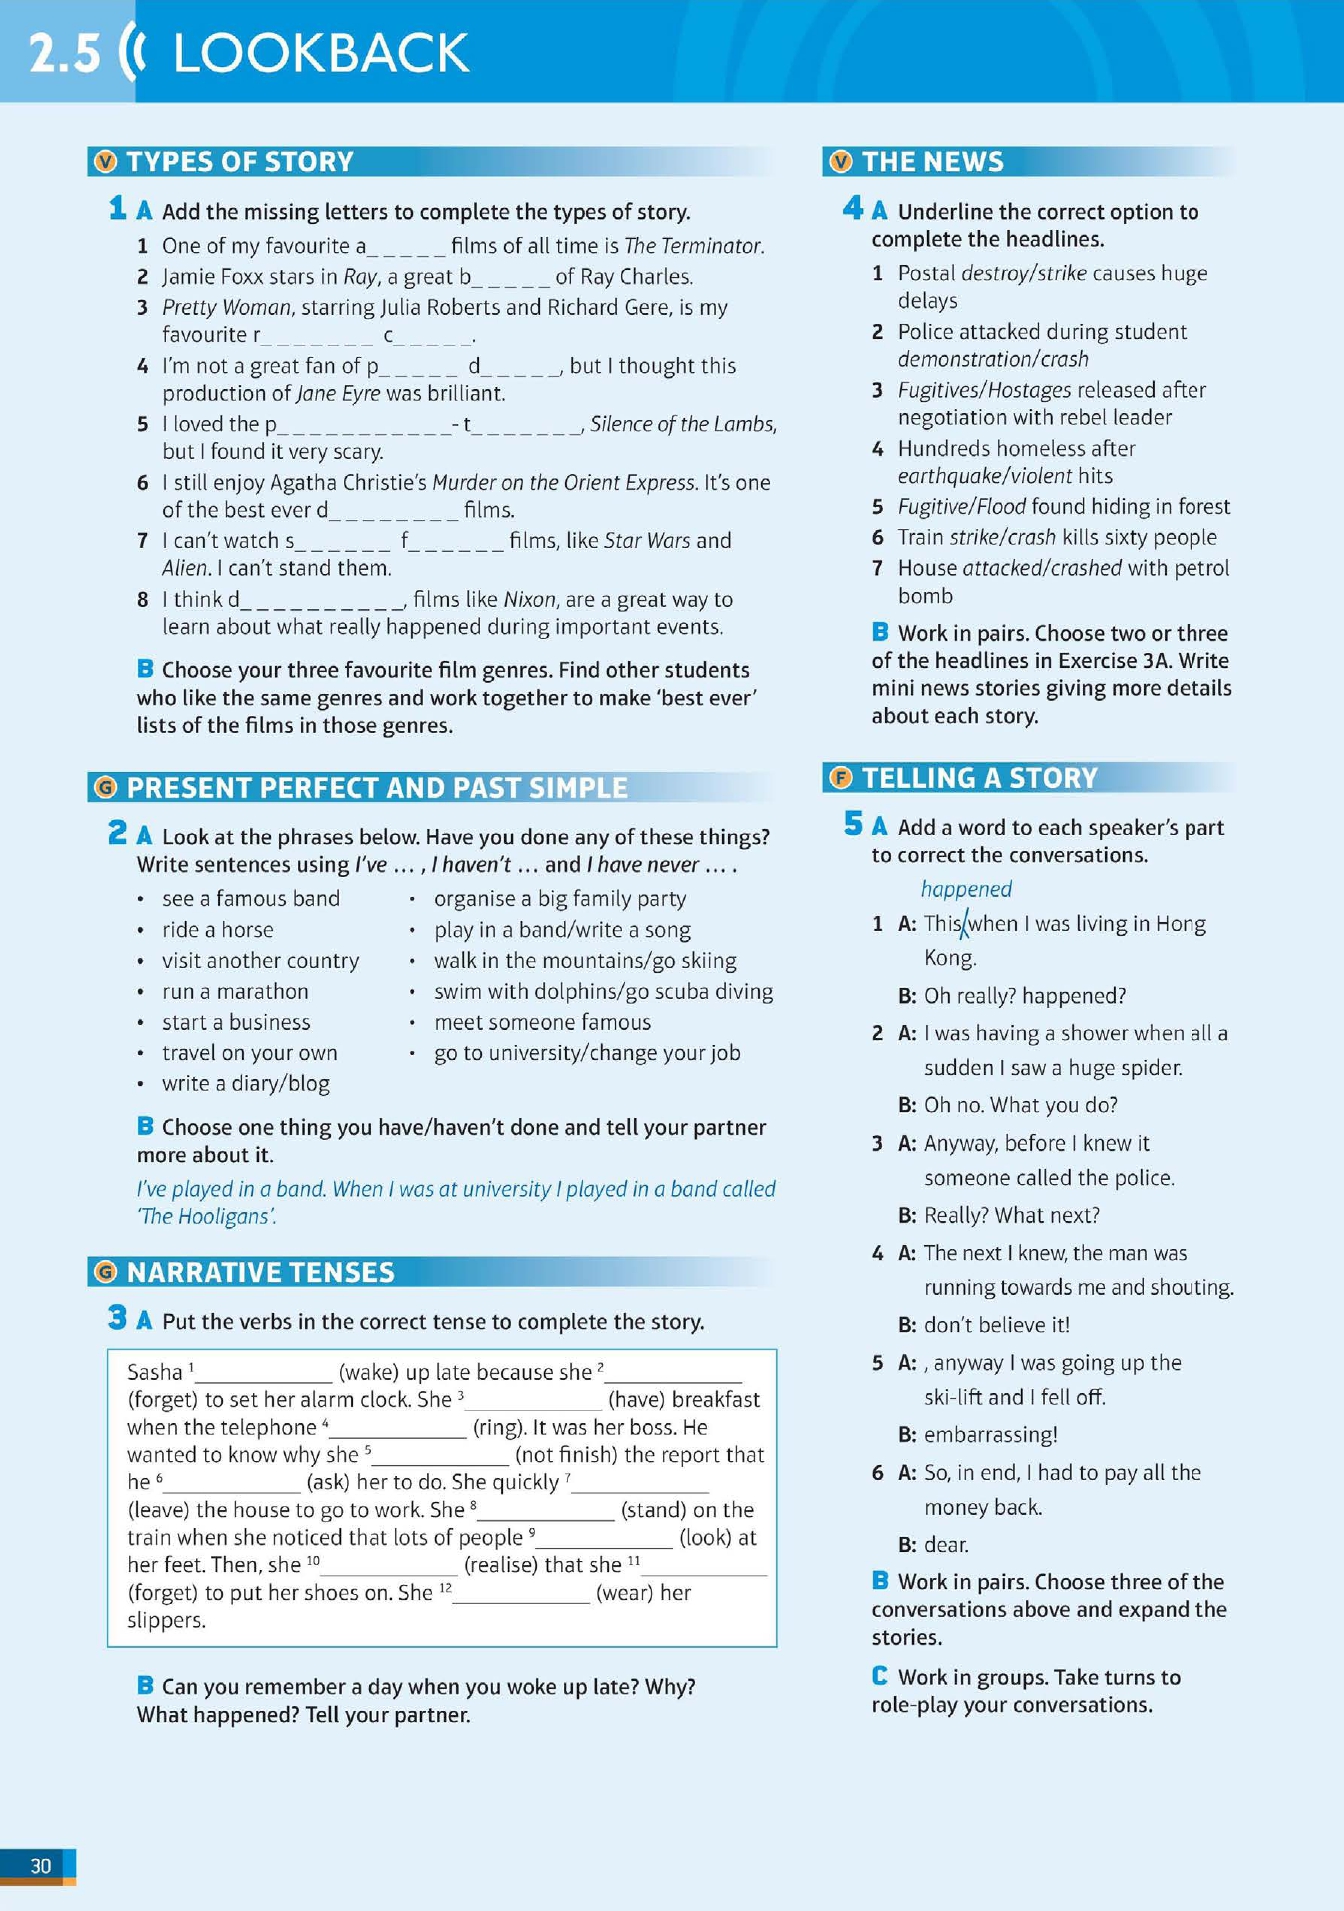 2.5 LOOKBACK
V TYPES OF STORY
1 A Add the missing letters to complete the types of story.
1 One of my favourite a_ _ _ _ _ films of all time is The Terminator.
2 Jamie Foxx stars in Ray, a great b_ _ _ _ _ of Ray Charles.
3 Pretty Woman, starring Julia Roberts and Richard Gere, is my
favourite r_ _ _ _ _ _ _ c_ _ _ _ _.
4 I'm not a great fan of p_ _ _ _ _ d_ _ _ _ _, but I thought this
production of Jane Eyre was brilliant.
5 I loved the p_ _ _ _ _ _ _ _ _ _ _-t_ _ _ _ _ _ _, Silence of the Lambs,
but I found it very scary.
6 I still enjoy Agatha Christie's Murder on the Orient Express. It's one
of the best ever d_ _ _ _ _ _ _ _ films.
7 I can't watch s_ _ _ _ _ _ f_ _ _ _ _ _ films, like Star Wars and
Alien. I can't stand them.
8 I think d_ _ _ _ _ _ _ _ _ _, films like Nixon, are a great way to
learn about what really happened during important events.
B Choose your three favourite film genres. Find other students
who like the same genres and work together to make 'best ever'
lists of the films in those genres.
G PRESENT PERFECT AND PAST SIMPLE
2 A Look at the phrases below. Have you done any of these things?
Write sentences using I've … , I haven't … and I have never … .
• see a famous band
• ride a horse
• visit another country
• run a marathon
• start a business
• travel on your own
• write a diary/blog
• organise a big family party
• play in a band/write a song
• walk in the mountains/go skiing
• swim with dolphins/go scuba diving
• meet someone famous
• go to university/change your job
B Choose one thing you have/haven't done and tell your partner
more about it.
I've played in a band. When I was at university I played in a band called
'The Hooligans'.
G NARRATIVE TENSES
3 A Put the verbs in the correct tense to complete the story.
Sasha 1____________ (wake) up late because she 2____________
(forget) to set her alarm clock. She 3____________ (have) breakfast
when the telephone 4____________ (ring). It was her boss. He
wanted to know why she 5____________ (not finish) the report that
he 6____________ (ask) her to do. She quickly 7____________
(leave) the house to go to work. She 8____________ (stand) on the
train when she noticed that lots of people 9____________ (look) at
her feet. Then, she 10____________ (realise) that she 11____________
(forget) to put her shoes on. She 12____________ (wear) her
slippers.
B Can you remember a day when you woke up late? Why?
What happened? Tell your partner.
V THE NEWS
4 A Underline the correct option to
complete the headlines.
1 Postal destroy/strike causes huge
delays
2 Police attacked during student
demonstration/crash
3 Fugitives/Hostages released after
negotiation with rebel leader
4 Hundreds homeless after
earthquake/violent hits
5 Fugitive/Flood found hiding in forest
6 Train strike/crash kills sixty people
7 House attacked/crashed with petrol
bomb
B Work in pairs. Choose two or three
of the headlines in Exercise 3A. Write
mini news stories giving more details
about each story.
F TELLING A STORY
5 A Add a word to each speaker's part
to correct the conversations.
happened
1 A: This when I was living in Hong
Kong.
B: Oh really? happened?
2 A: I was having a shower when all a
sudden I saw a huge spider.
B: Oh no. What you do?
3 A: Anyway, before I knew it
someone called the police.
B: Really? What next?
4 A: The next I knew, the man was
running towards me and shouting.
B: don't believe it!
5 A: , anyway I was going up the
ski-lift and I fell off.
B: embarrassing!
6 A: So, in end, I had to pay all the
money back.
B: dear.
B Work in pairs. Choose three of the
conversations above and expand the
stories.
C Work in groups. Take turns to
role-play your conversations.
30